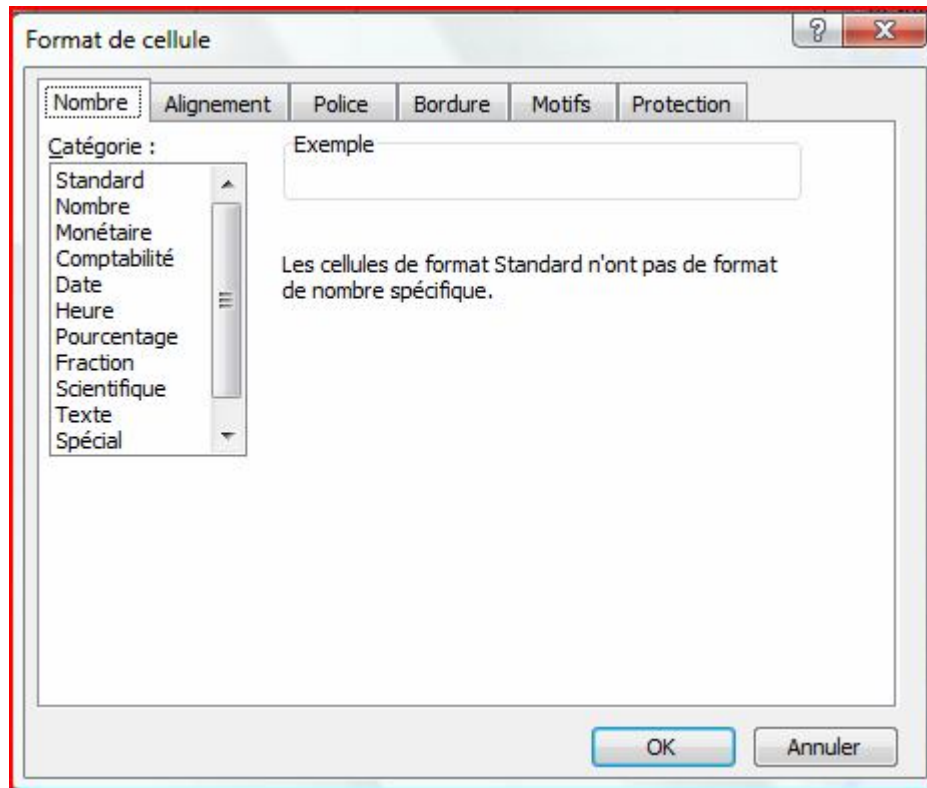 Format de cellule
Nombre Alignement Police Bordure Motifs Protection
Catégorie :
Exemple
Standard
Nombre
Monétaire
Comptabilité
Date
Heure
Pourcentage
Fraction
Scientifique
Texte
Spécial
Les cellules de format Standard n'ont pas de format
de nombre spécifique.
OK Annuler